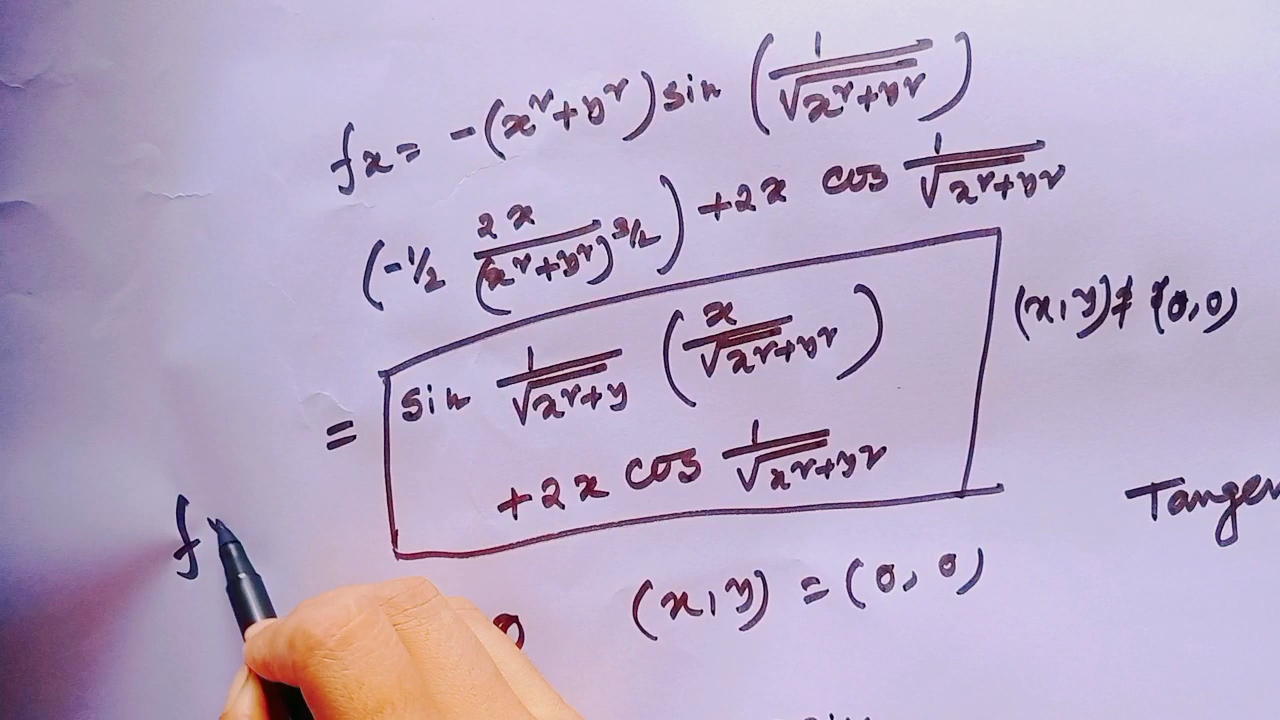 fx = -(x²+y²) sin (1/√(x²+y²))
(-1/2 2x/(x²+y²)^3/2) +2x cos 1/√(x²+y²)
= sin 1/√(x²+y) (x/√(x²+y²)) (x,y)≠(0,0)
+2x cos 1/√(x²+y²)
Tangen
f
0 (x,y) = (0,0)